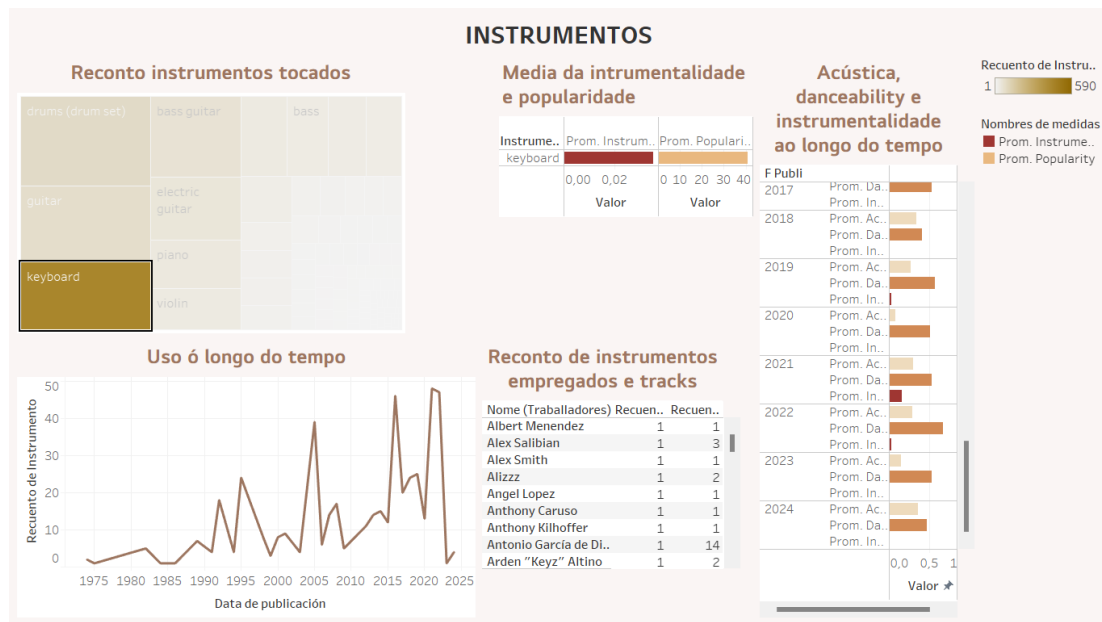 INSTRUMENTOS
Reconto instrumentos tocados
drums (drum set)
bass guitar
bass
guitar
electric
guitar
piano
keyboard
violin
Media da intrumentalidade
e popularidade
Instrume.. Prom. Instrum.. Prom. Populari..
keyboard
0,00 0,02 0 10 20 30 40
Valor Valor
Acústica,
danceability e
instrumentalidade
ao longo do tempo
F Publi
2017 Prom. Da..
Prom. In..
2018 Prom. Ac..
Prom. Da..
Prom. In..
2019 Prom. Ac..
Prom. Da..
Prom. In..
2020 Prom. Ac..
Prom. Da..
Prom. In..
2021 Prom. Ac..
Prom. Da..
Prom. In..
2022 Prom. Ac..
Prom. Da..
Prom. In..
2023 Prom. Ac..
Prom. Da..
Prom. In..
2024 Prom. Ac..
Prom. Da..
Prom. In..
0,0 0,5 1
Valor
Recuento de Instru..
1 590
Nombres de medidas
Prom. Instrume..
Prom. Popularity
Uso ó longo do tempo
Recuento de Instrumento
50
40
30
20
10
0
1975 1980 1985 1990 1995 2000 2005 2010 2015 2020 2025
Data de publicación
Reconto de instrumentos
empregados e tracks
Nome (Traballadores) Recuen.. Recuen..
Albert Menendez 1 1
Alex Salibian 1 3
Alex Smith 1 1
Alizzz 1 2
Angel Lopez 1 1
Anthony Caruso 1 1
Anthony Kilhoffer 1 1
Antonio García de Di.. 1 14
Arden "Keyz" Altino 1 2